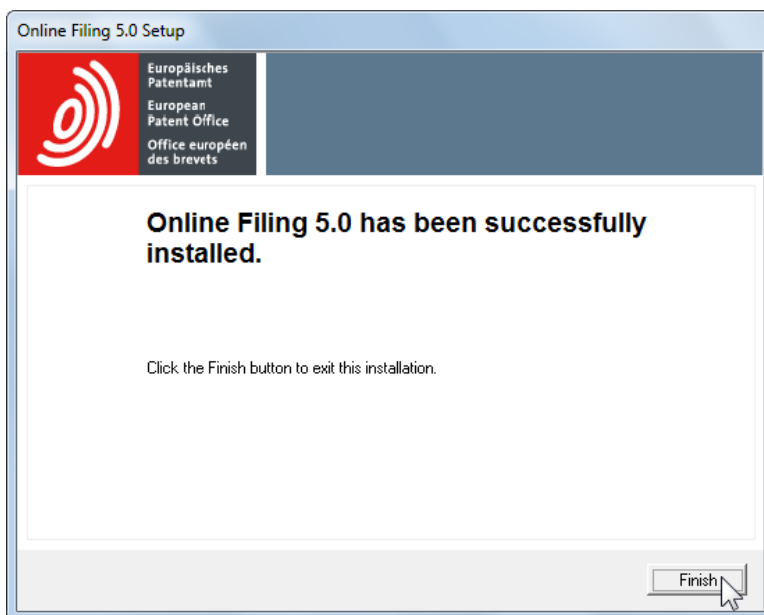 Online Filing 5.0 Setup
Europäisches
Patentamt
European
Patent Office
Office européen
des brevets
Online Filing 5.0 has been successfully
installed.
Click the Finish button to exit this installation.
Finish